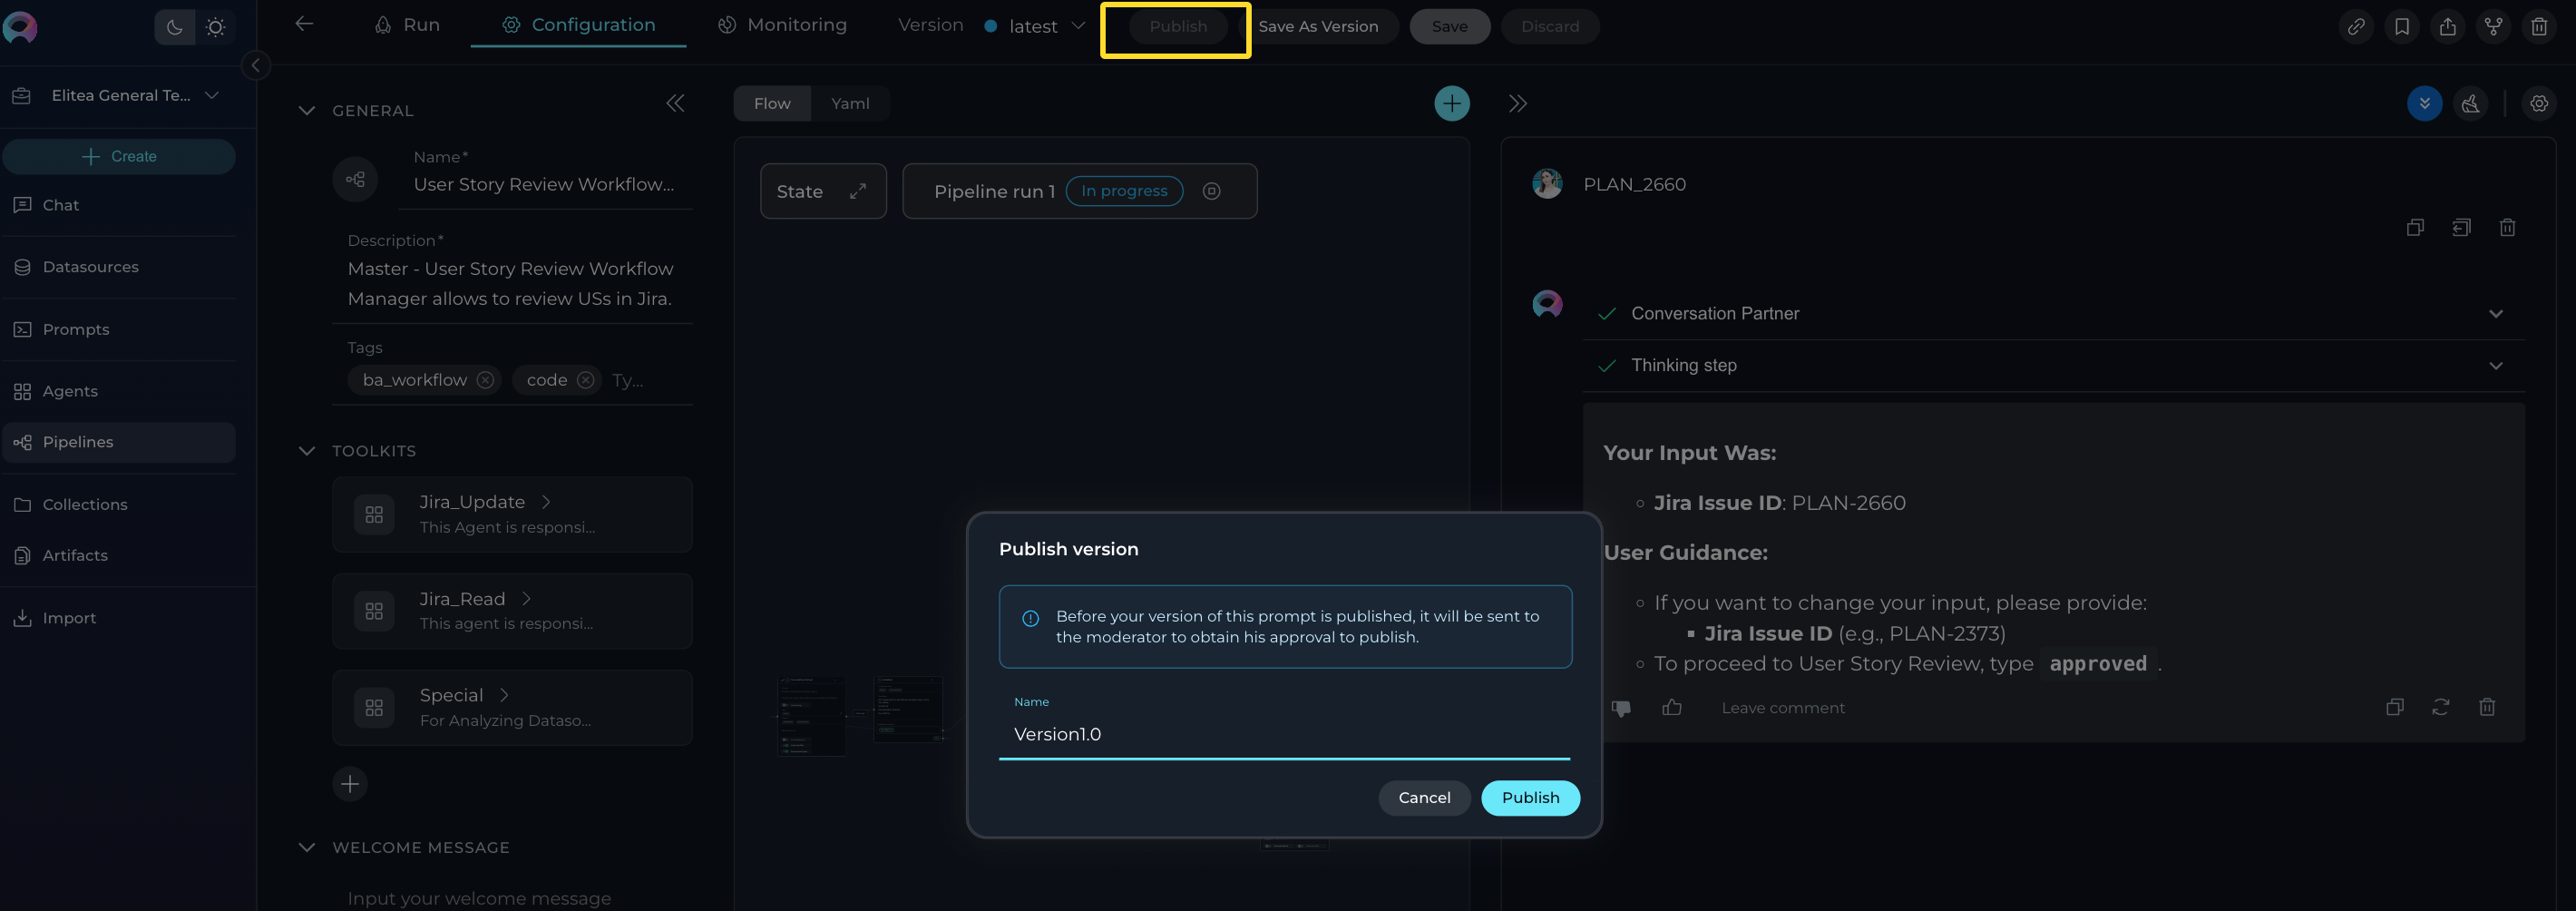 Run
Configuration
Monitoring
Version
latest
Publish
Save As Version
Save
Discard
Elitea General Te...
Create
Chat
Datasources
Prompts
Agents
Pipelines
Collections
Artifacts
Import
GENERAL
Name*
User Story Review Workflow...
Description*
Master - User Story Review Workflow
Manager allows to review USs in Jira.
Tags
ba_workflow
code
Ty...
TOOLKITS
Jira_Update
This Agent is responsi...
Jira_Read
This agent is responsi...
Special
For Analyzing Dataso...
WELCOME MESSAGE
Input your welcome message
Flow
Yaml
State
Pipeline run 1
In progress
Publish version
Before your version of this prompt is published, it will be sent to
the moderator to obtain his approval to publish.
Name
Version1.0
Cancel
Publish
PLAN_2660
Conversation Partner
Thinking step
Your Input Was:
Jira Issue ID: PLAN-2660
User Guidance:
If you want to change your input, please provide:
Jira Issue ID (e.g., PLAN-2373)
To proceed to User Story Review, type approved .
Leave comment